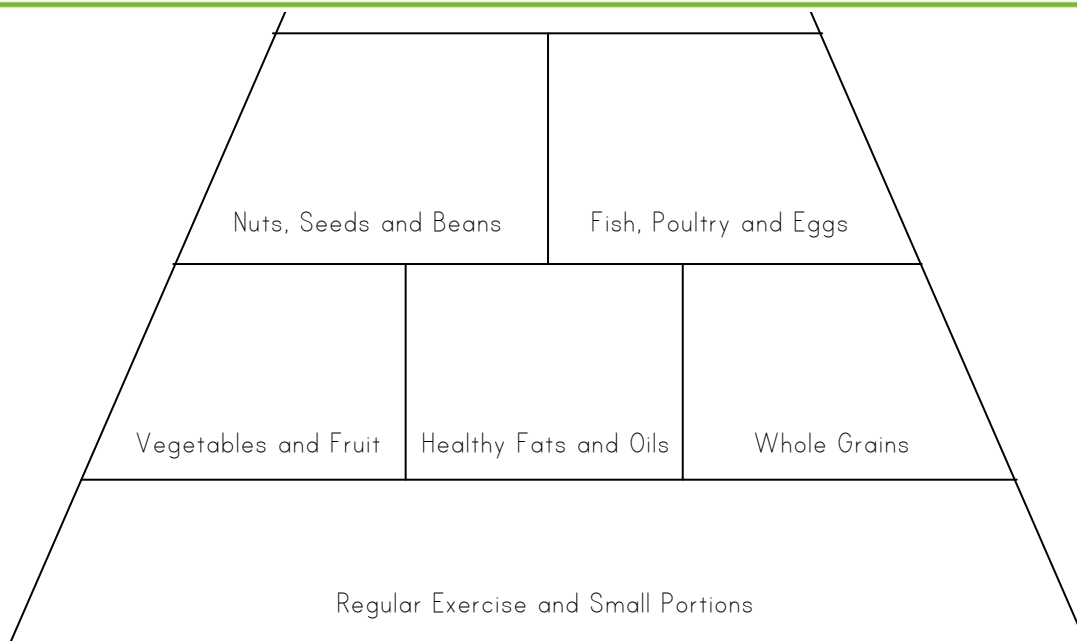 Nuts, Seeds and Beans
Fish, Poultry and Eggs
Vegetables and Fruit
Healthy Fats and Oils
Whole Grains
Regular Exercise and Small Portions